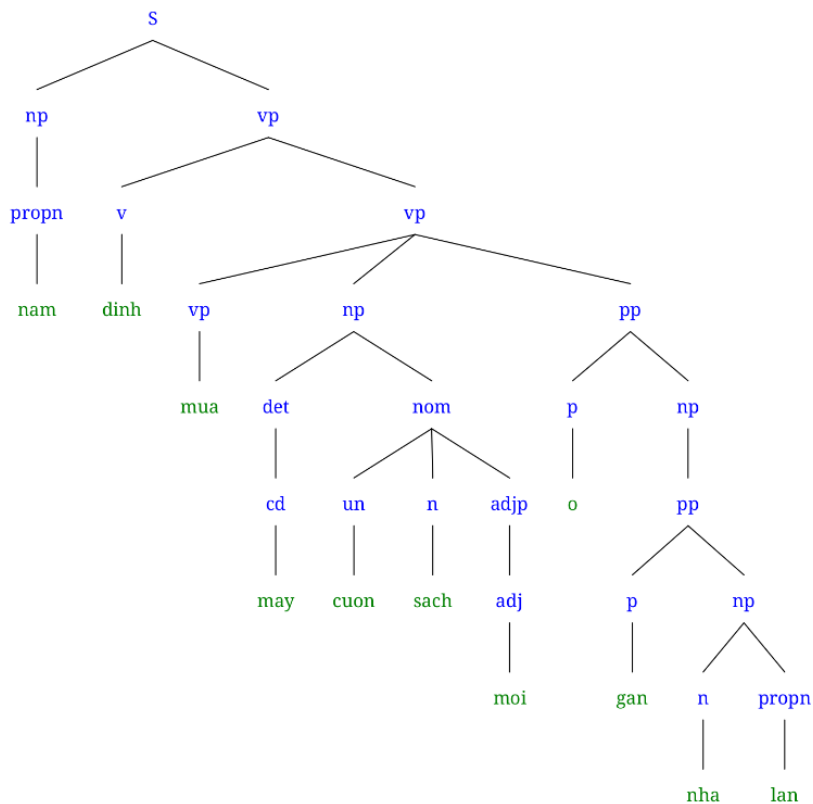 S
np vp
propn v vp
nam dinh vp np pp
mua det nom p np
cd un n adjp o pp
may cuon sach adj p np
moi gan n propn
nha lan